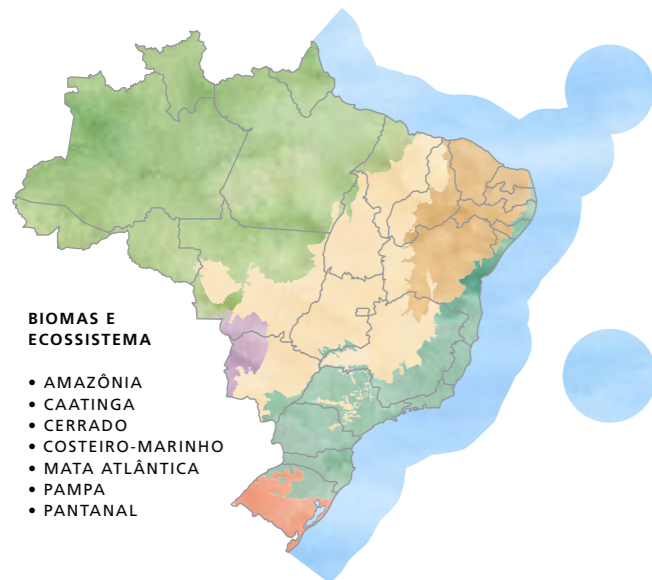 BIOMAS E
ECOSSISTEMA
• AMAZÔNIA
• CAATINGA
• CERRADO
• COSTEIRO-MARINHO
• MATA ATLÂNTICA
• PAMPA
• PANTANAL